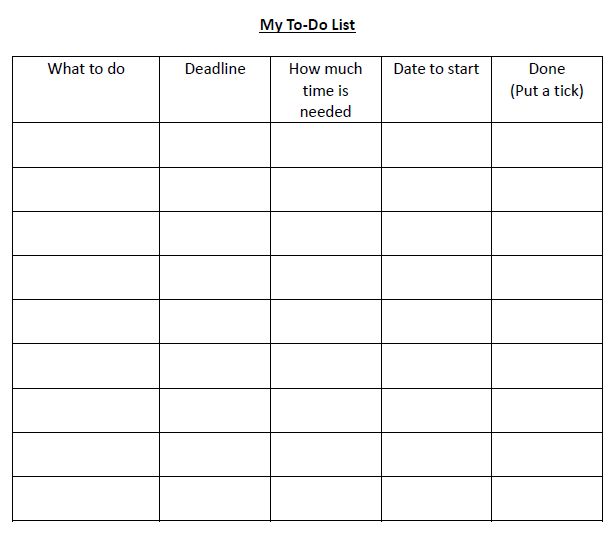 My To-Do List
What to do
Deadline
How much
time is
needed
Date to start
Done
(Put a tick)